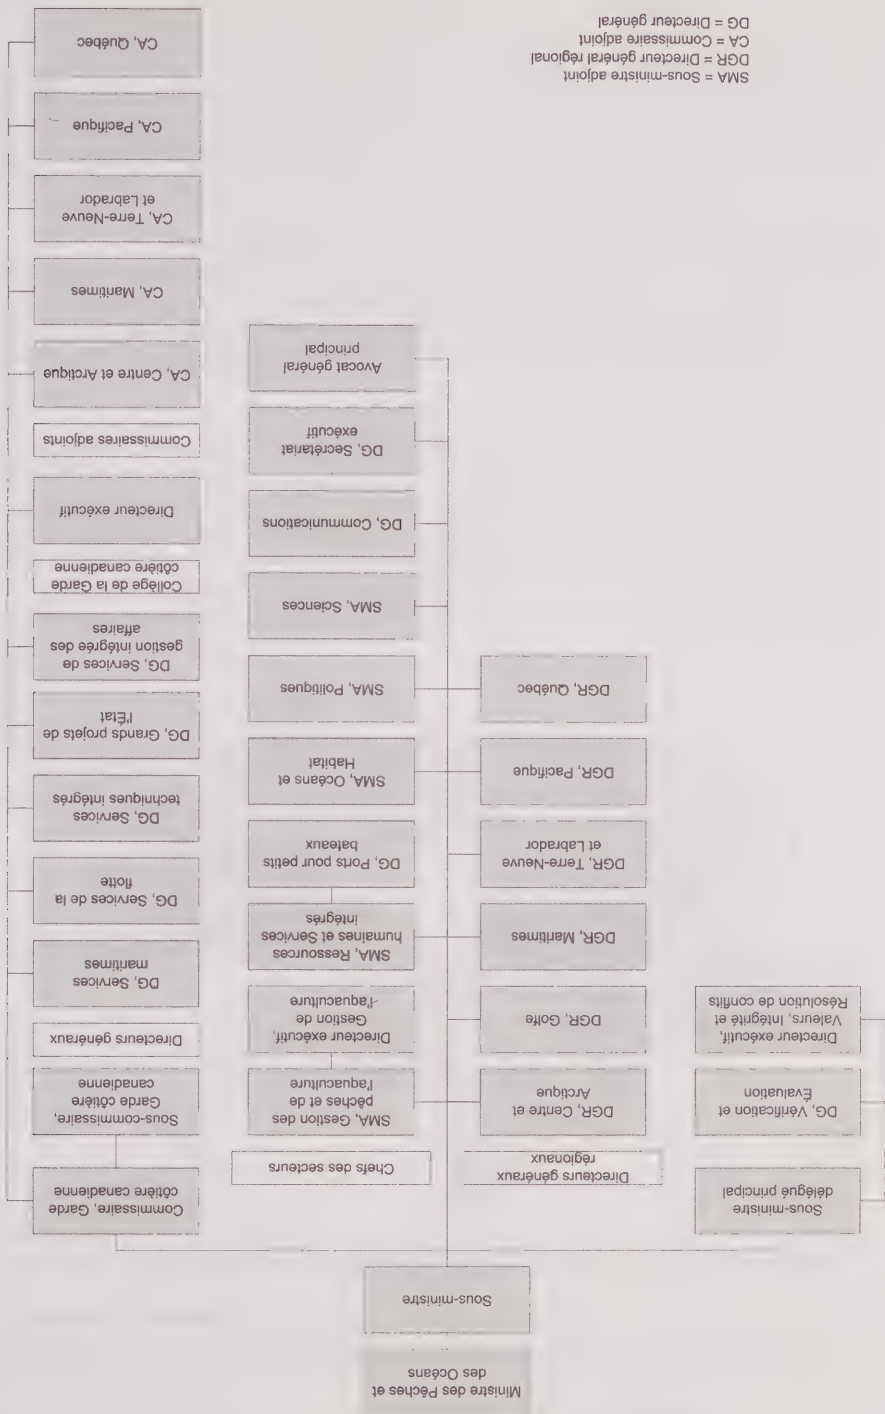 Ministre des Pêches et
des Océans
Sous-ministre
Sous-ministre
délégué principal
DG, Vérification et
Évaluation
Directeur exécutif,
Valeurs, Intégrité et
Résolution de conflits
Directeurs généraux
régionaux
DGR, Centre et
Arctique
DGR, Golfe
DGR, Maritimes
DGR, Terre-Neuve
et Labrador
DGR, Pacifique
DGR, Québec
Chefs des secteurs
SMA, Gestion des
pêches et de
l'aquaculture
Directeur exécutif,
Gestion de
l'aquaculture
SMA, Ressources
humaines et Services
intégrés
DG, Ports pour petits
bateaux
SMA, Océans et
Habitat
SMA, Politiques
SMA, Sciences
DG, Communications
DG, Secrétariat
exécutif
Avocat général
principal
Commissaire, Garde
côtière canadienne
Sous-commissaire,
Garde côtière
canadienne
Directeurs généraux
DG, Services
maritimes
DG, Services de la
flotte
DG, Services
techniques intégrés
DG, Grands projets de
l'État
DG, Services de
gestion intégrée des
affaires
Collège de la Garde
côtière canadienne
Directeur exécutif
Commissaires adjoints
CA, Centre et Arctique
CA, Maritimes
CA, Terre-Neuve
et Labrador
CA, Pacifique
CA, Québec
SMA = Sous-ministre adjoint
DGR = Directeur général régional
CA = Commissaire adjoint
DG = Directeur général